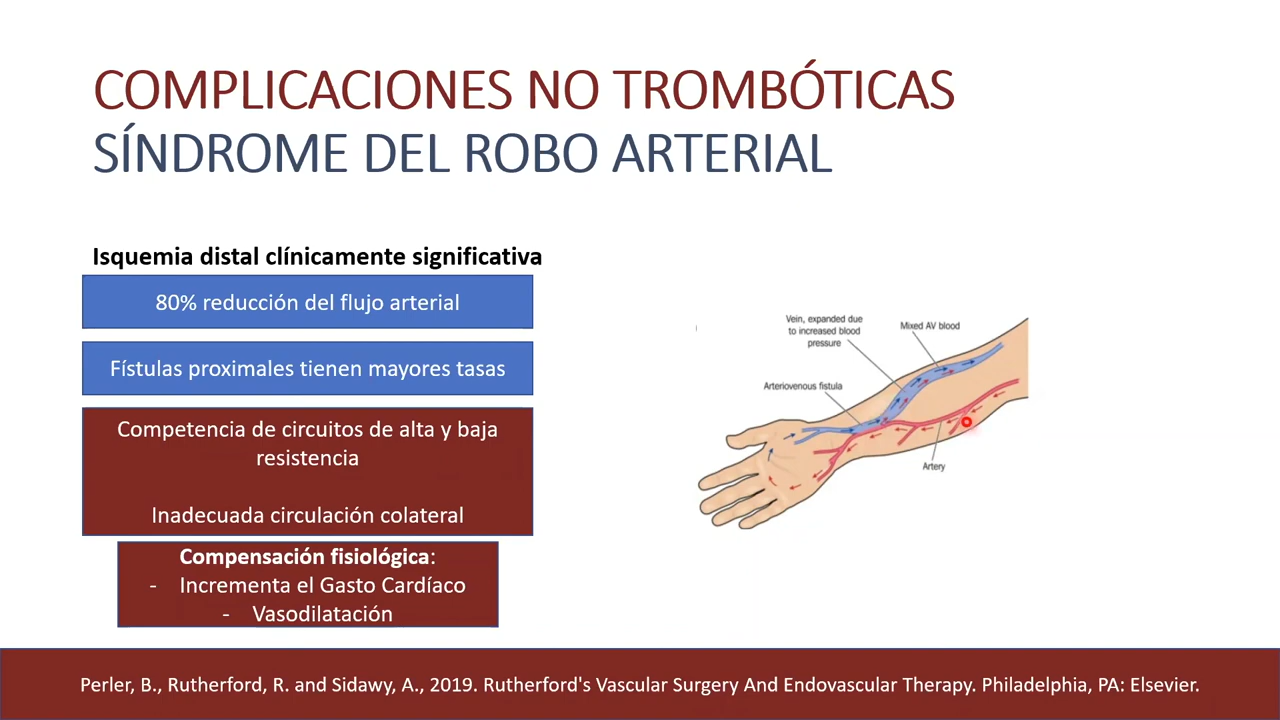 COMPLICACIONES NO TROMBÓTICAS
SÍNDROME DEL ROBO ARTERIAL
Isquemia distal clínicamente significativa
80% reducción del flujo arterial
Fístulas proximales tienen mayores tasas
Competencia de circuitos de alta y baja
resistencia
Inadecuada circulación colateral
Compensación fisiológica:
- Incrementa el Gasto Cardíaco
- Vasodilatación
Vein, expanded due
to increased blood
pressure
Mixed AV blood
Arteriovenous fistula
Artery
Perler, B., Rutherford, R. and Sidawy, A., 2019. Rutherford's Vascular Surgery And Endovascular Therapy. Philadelphia, PA: Elsevier.